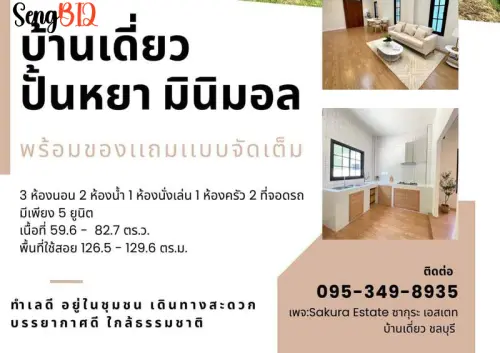 SengBIZ
บ้านเดี่ยว
ปั้นหยา มินิมอล
พร้อมของแถมแบบจัดเต็ม
3 ห้องนอน 2 ห้องน้ำ 1 ห้องนั่งเล่น 1 ห้องครัว 2 ที่จอดรถ
มีเพียง 5 ยูนิต
เนื้อที่ 59.6 - 82.7 ตร.ว.
พื้นที่ใช้สอย 126.5 - 129.6 ตร.ม.
ทำเลดี อยู่ในชุมชน เดินทางสะดวก
บรรยากาศดี ใกล้ธรรมชาติ
ติดต่อ
095-349-8935
เพจ:Sakura Estate ซากุระ เอสเตท
บ้านเดี่ยว ชลบุรี